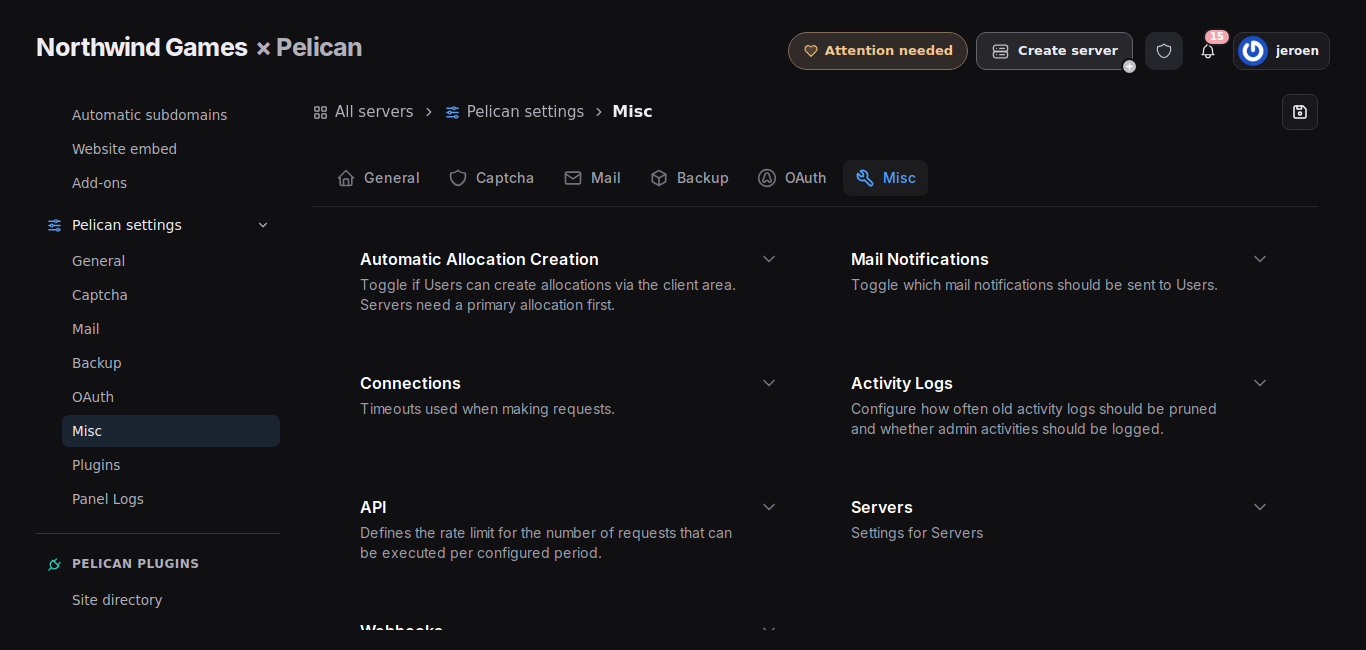 Northwind Games × Pelican
Attention needed
Create server
15
jeroen
Automatic subdomains
Website embed
Add-ons
Pelican settings
General
Captcha
Mail
Backup
OAuth
Misc
Plugins
Panel Logs
PELICAN PLUGINS
Site directory
All servers > Pelican settings > Misc
General
Captcha
Mail
Backup
OAuth
Misc
Automatic Allocation Creation
Toggle if Users can create allocations via the client area.
Servers need a primary allocation first.
Mail Notifications
Toggle which mail notifications should be sent to Users.
Connections
Timeouts used when making requests.
Activity Logs
Configure how often old activity logs should be pruned
and whether admin activities should be logged.
API
Defines the rate limit for the number of requests that can
be executed per configured period.
Servers
Settings for Servers
Webhooks